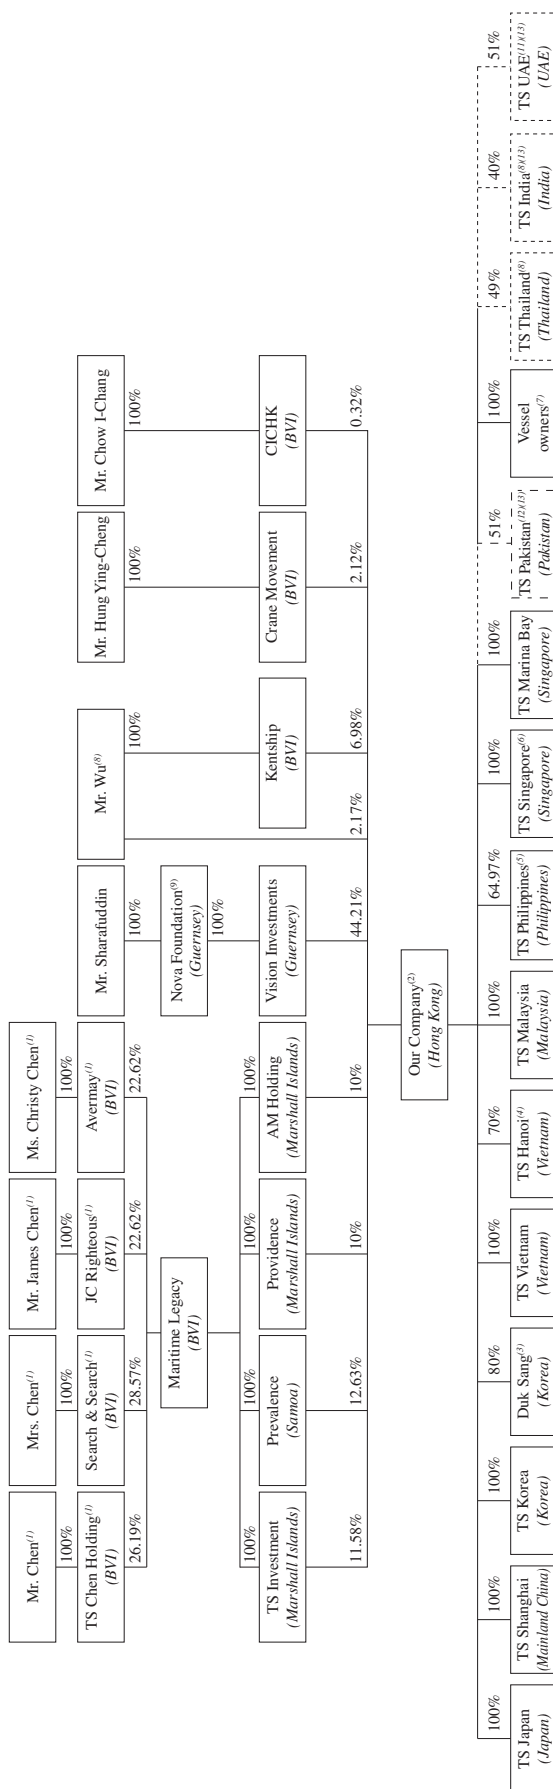 Mr. Chen(1)
Mrs. Chen(1)
Mr. James Chen(1)
Ms. Christy Chen(1)
100%
100%
100%
100%
TS Chen Holding(1)
(BVI)
Search & Search(1)
(BVI)
JC Righteous(1)
(BVI)
Avermay(1)
(BVI)
Mr. Sharafuddin
Mr. Wu(8)
Mr. Hung Ying-Cheng
Mr. Chow I-Chang
26.19%
28.57%
22.62%
22.62%
100%
100%
100%
100%
Maritime Legacy
(BVI)
Nova Foundation(9)
(Guernsey)
100%
100%
100%
100%
100%
TS Investment
(Marshall Islands)
Prevalence
(Samoa)
Providence
(Marshall Islands)
AM Holding
(Marshall Islands)
Vision Investments
(Guernsey)
Kentship
(BVI)
Crane Movement
(BVI)
CICHK
(BVI)
11.58%
12.63%
10%
10%
44.21%
2.17%
6.98%
2.12%
0.32%
Our Company(2)
(Hong Kong)
100%
100%
100%
80%
100%
70%
100%
64.97%
100%
100%
51%
100%
49%
40%
51%
TS Japan
(Japan)
TS Shanghai
(Mainland China)
TS Korea
(Korea)
Duk Sang(3)
(Korea)
TS Vietnam
(Vietnam)
TS Hanoi(4)
(Vietnam)
TS Malaysia
(Malaysia)
TS Philippines(5)
(Philippines)
TS Singapore(6)
(Singapore)
TS Marina Bay
(Singapore)
TS Pakistan(12)(13)
(Pakistan)
Vessel
owners(7)
TS Thailand(8)
(Thailand)
TS India(8)(13)
(India)
TS UAE(11)(13)
(UAE)